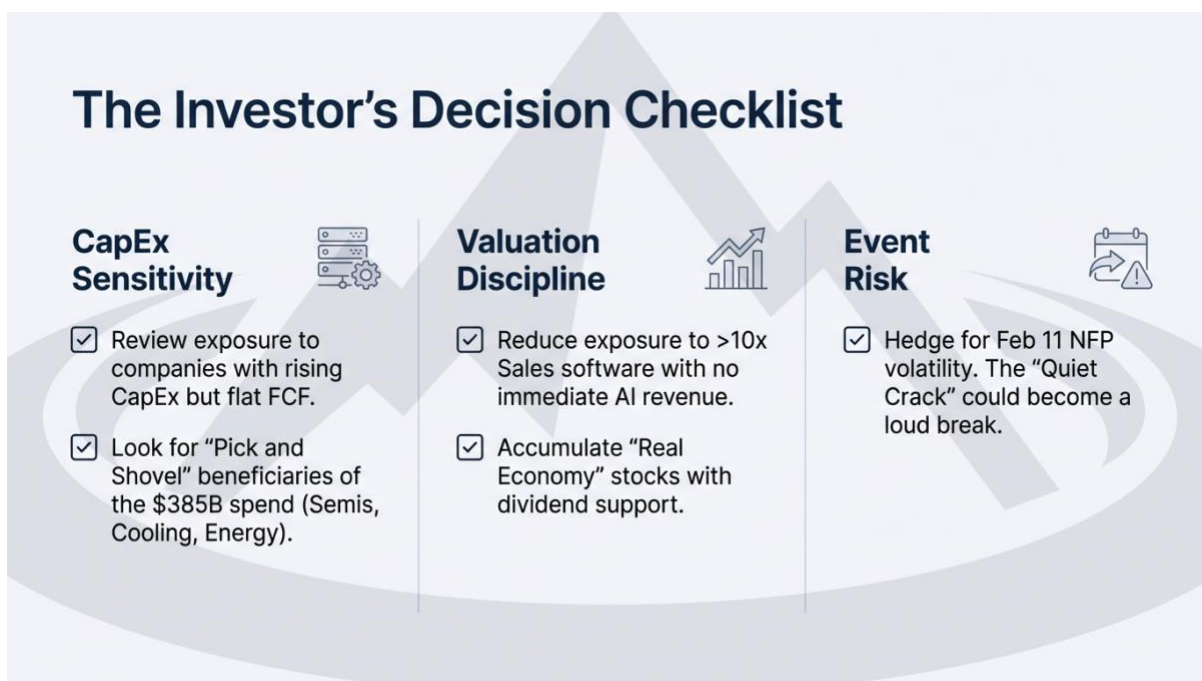 The Investor’s Decision Checklist
CapEx
Sensitivity
Review exposure to
companies with rising
CapEx but flat FCF.
Look for “Pick and
Shovel” beneficiaries of
the $385B spend (Semis,
Cooling, Energy).
Valuation
Discipline
Reduce exposure to >10x
Sales software with no
immediate AI revenue.
Accumulate “Real
Economy” stocks with
dividend support.
Event
Risk
Hedge for Feb 11 NFP
volatility. The “Quiet
Crack” could become a
loud break.